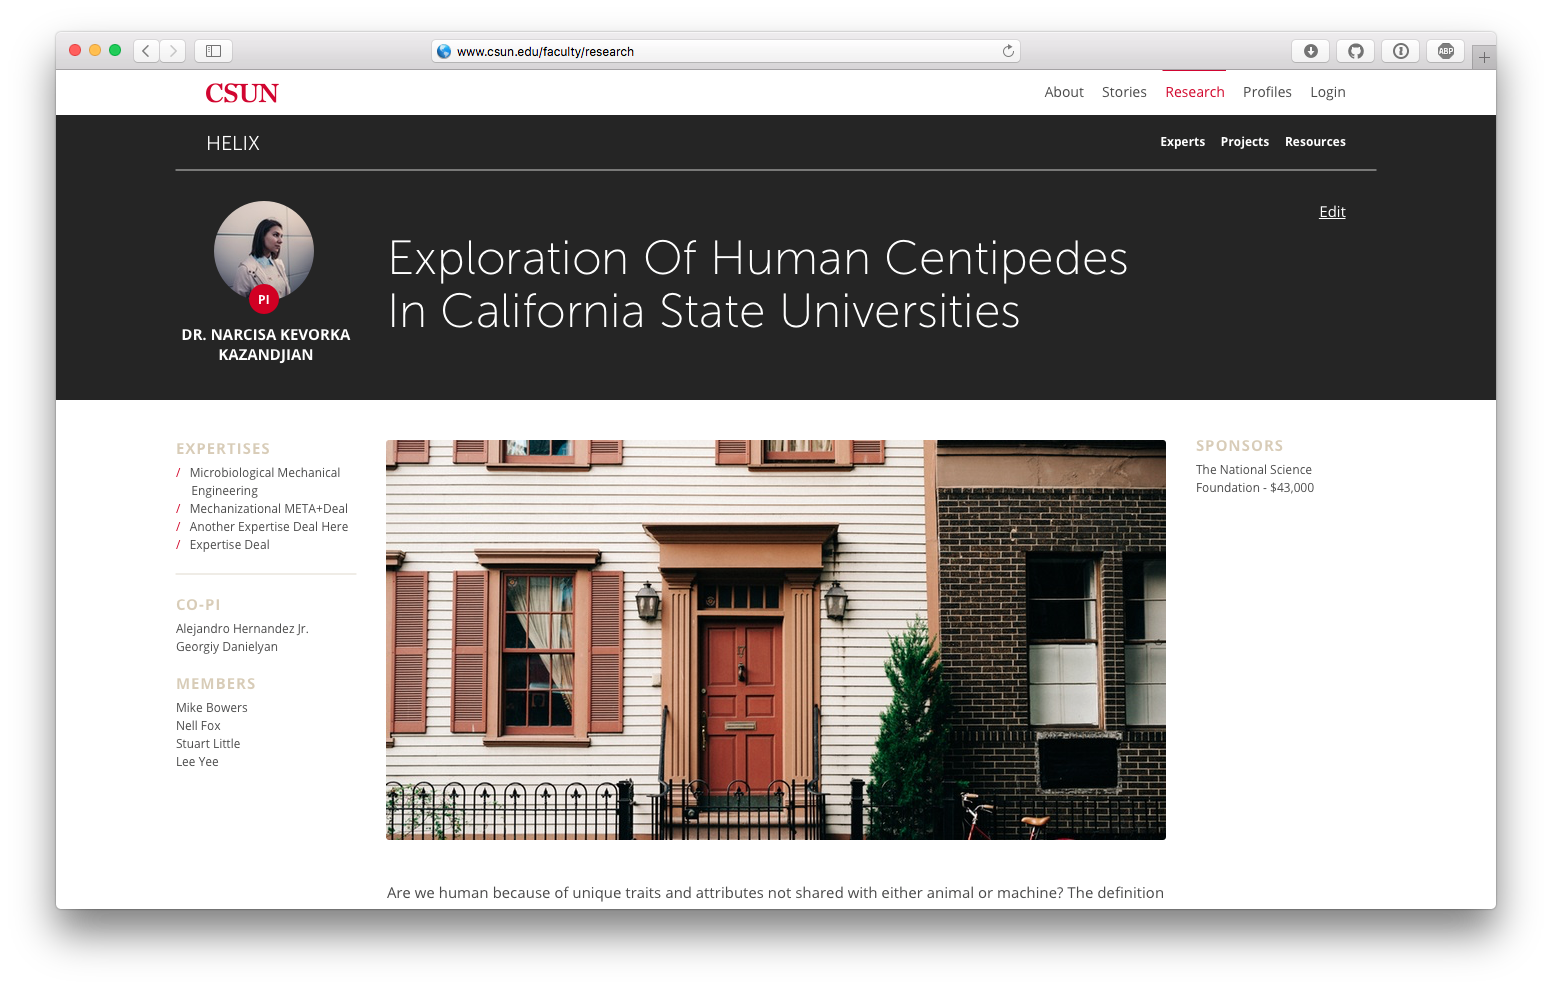 www.csun.edu/faculty/research
ABP
CSUN
About Stories Research Profiles Login
HELIX
Experts Projects Resources
Edit
Exploration Of Human Centipedes
In California State Universities
PI
DR. NARCISA KEVORKA
KAZANDJIAN
EXPERTISES
/ Microbiological Mechanical
Engineering
/ Mechanizational META+Deal
/ Another Expertise Deal Here
/ Expertise Deal
CO-PI
Alejandro Hernandez Jr.
Georgiy Danielyan
MEMBERS
Mike Bowers
Nell Fox
Stuart Little
Lee Yee
17
SPONSORS
The National Science
Foundation - $43,000
Are we human because of unique traits and attributes not shared with either animal or machine? The definition